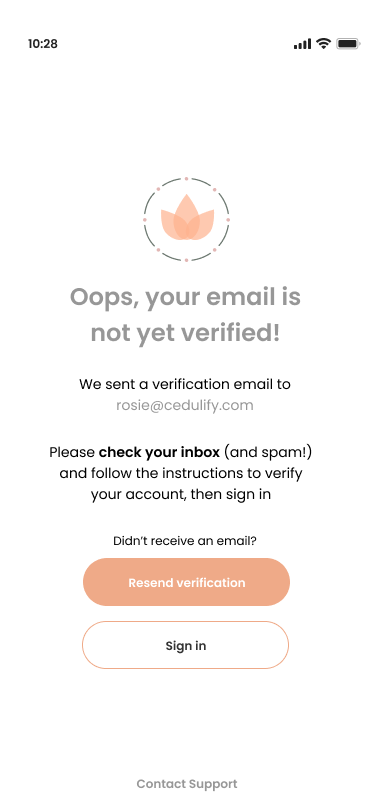 10:28
Oops, your email is
not yet verified!
We sent a verification email to
rosie@cedulify.com
Please check your inbox (and spam!)
and follow the instructions to verify
your account, then sign in
Didn’t receive an email?
Resend verification
Sign in
Contact Support